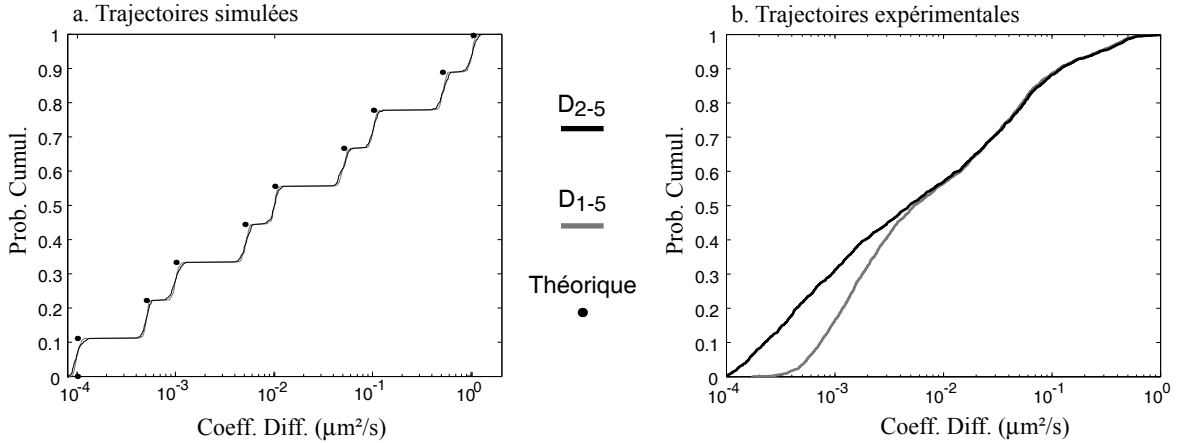 a. Trajectoires simulées
1
0.9
0.8
0.7
0.6
0.5
0.4
0.3
0.2
0.1
0
Prob. Cumul.
10⁻⁴ 10⁻³ 10⁻² 10⁻¹ 10⁰
Coeff. Diff. (μm²/s)
D₂₋₅
D₁₋₅
Théorique
b. Trajectoires expérimentales
1
0.9
0.8
0.7
0.6
0.5
0.4
0.3
0.2
0.1
0
Prob. Cumul.
10⁻⁴ 10⁻³ 10⁻² 10⁻¹ 10⁰
Coeff. Diff. (μm²/s)